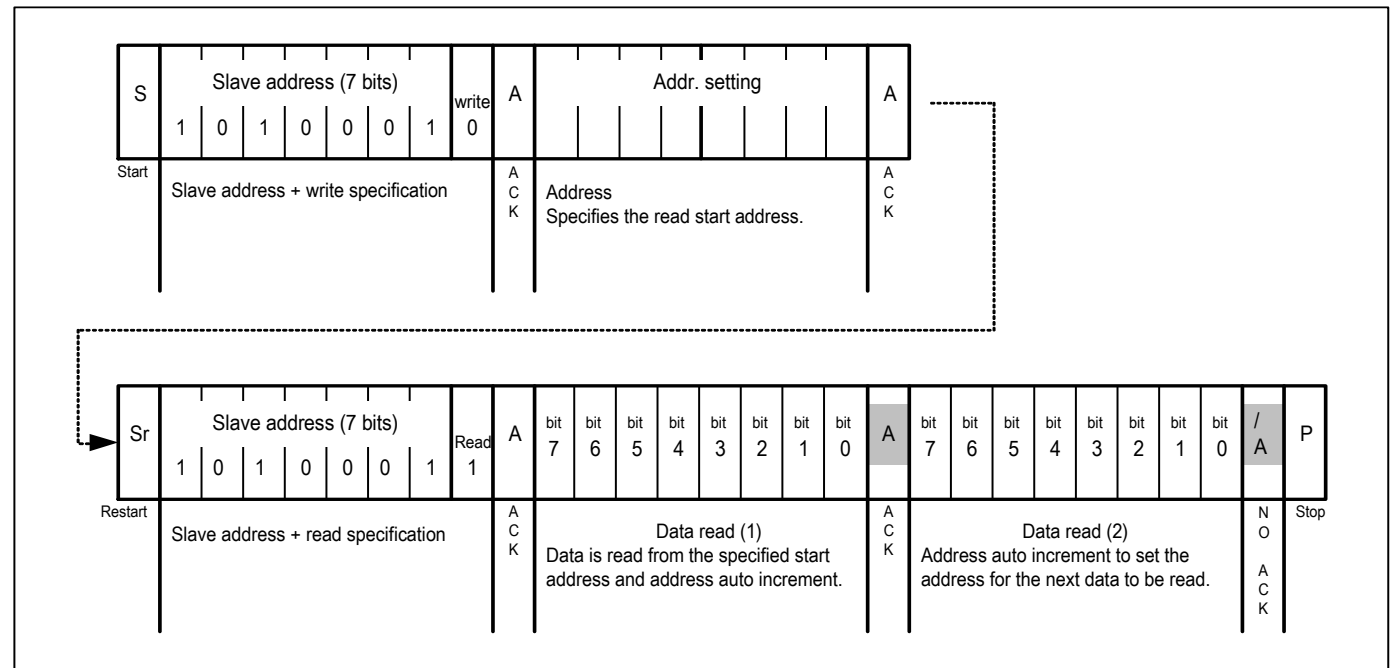 S Slave address (7 bits) write A Addr. setting A
1 0 1 0 0 0 1 0
Start
Slave address + write specification
A
C
K
Address
Specifies the read start address.
A
C
K
Sr Slave address (7 bits) Read A bit bit bit bit bit bit bit bit A bit bit bit bit bit bit bit bit / A P
1 0 1 0 0 0 1 1 7 6 5 4 3 2 1 0 7 6 5 4 3 2 1 0
Restart
Slave address + read specification
A
C
K
Data read (1)
Data is read from the specified start
address and address auto increment.
A
C
K
Data read (2)
Address auto increment to set the
address for the next data to be read.
N
O
A
C
K
Stop